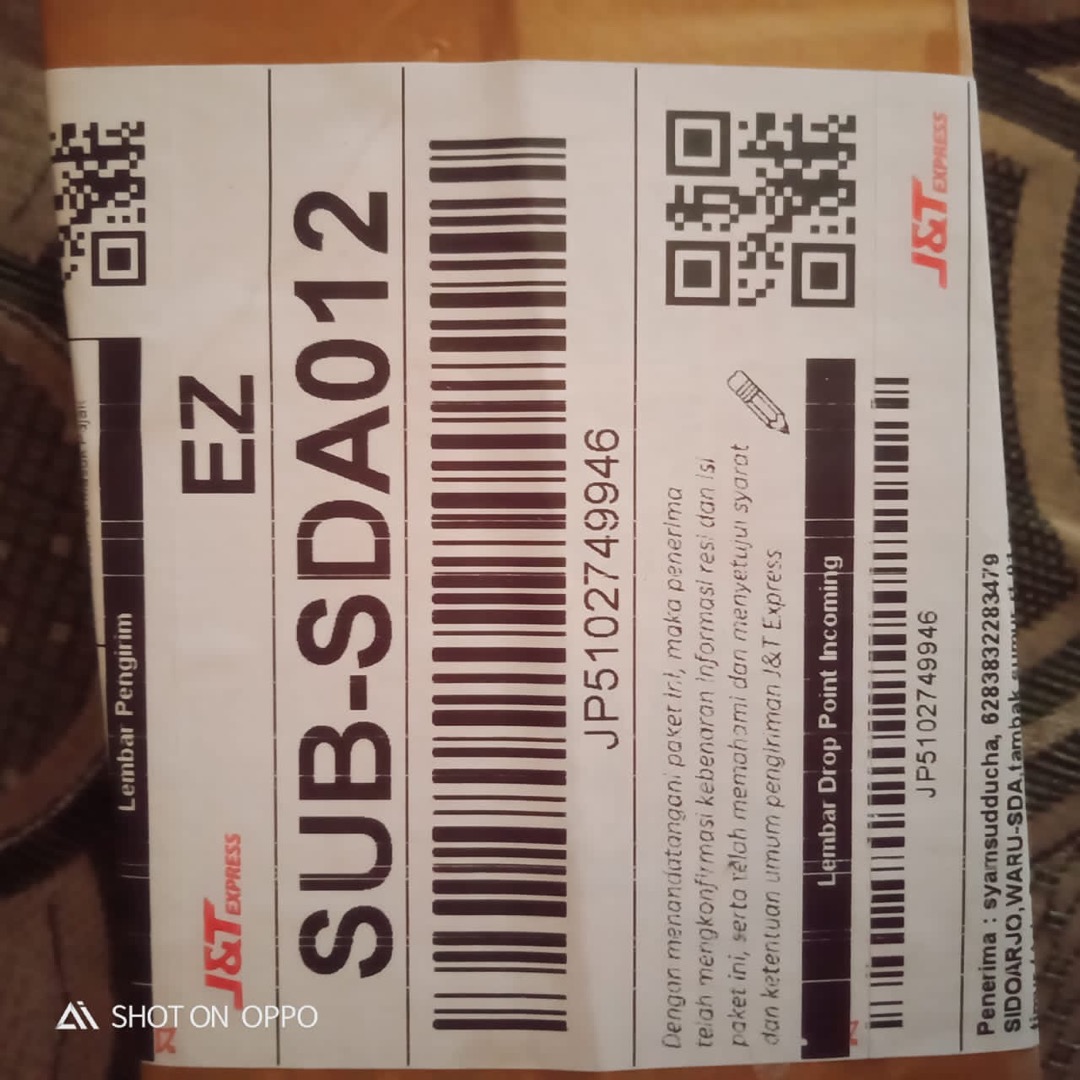 Lembar Pengirim
J&T EXPRESS
EZ
SUB-SDA012
JP5102749946
Dengan menandatangani paket ini, maka penerima
telah mengkonfirmasi kebenaran informasi resi dan isi
paket ini, serta telah memahami dan menyetujui syarat
dan ketentuan umum pengiriman J&T Express
Lembar Drop Point Incoming
J&T EXPRESS
JP5102749946
Penerima : syamsudducha, 6283832283479
SIDOARJO,WARU-SDA,tambak sumur
SHOT ON OPPO